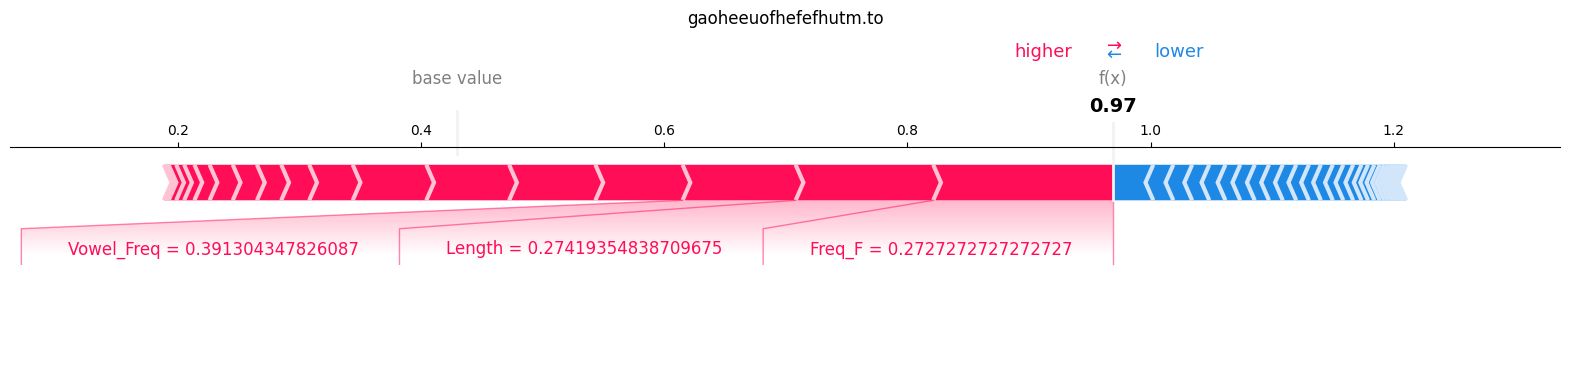 gaoheeuofhefefhutm.to
higher → ← lower
base value f(x)
0.97
0.2 0.4 0.6 0.8 1.0 1.2
Vowel_Freq = 0.391304347826087 Length = 0.27419354838709675 Freq_F = 0.2727272727272727